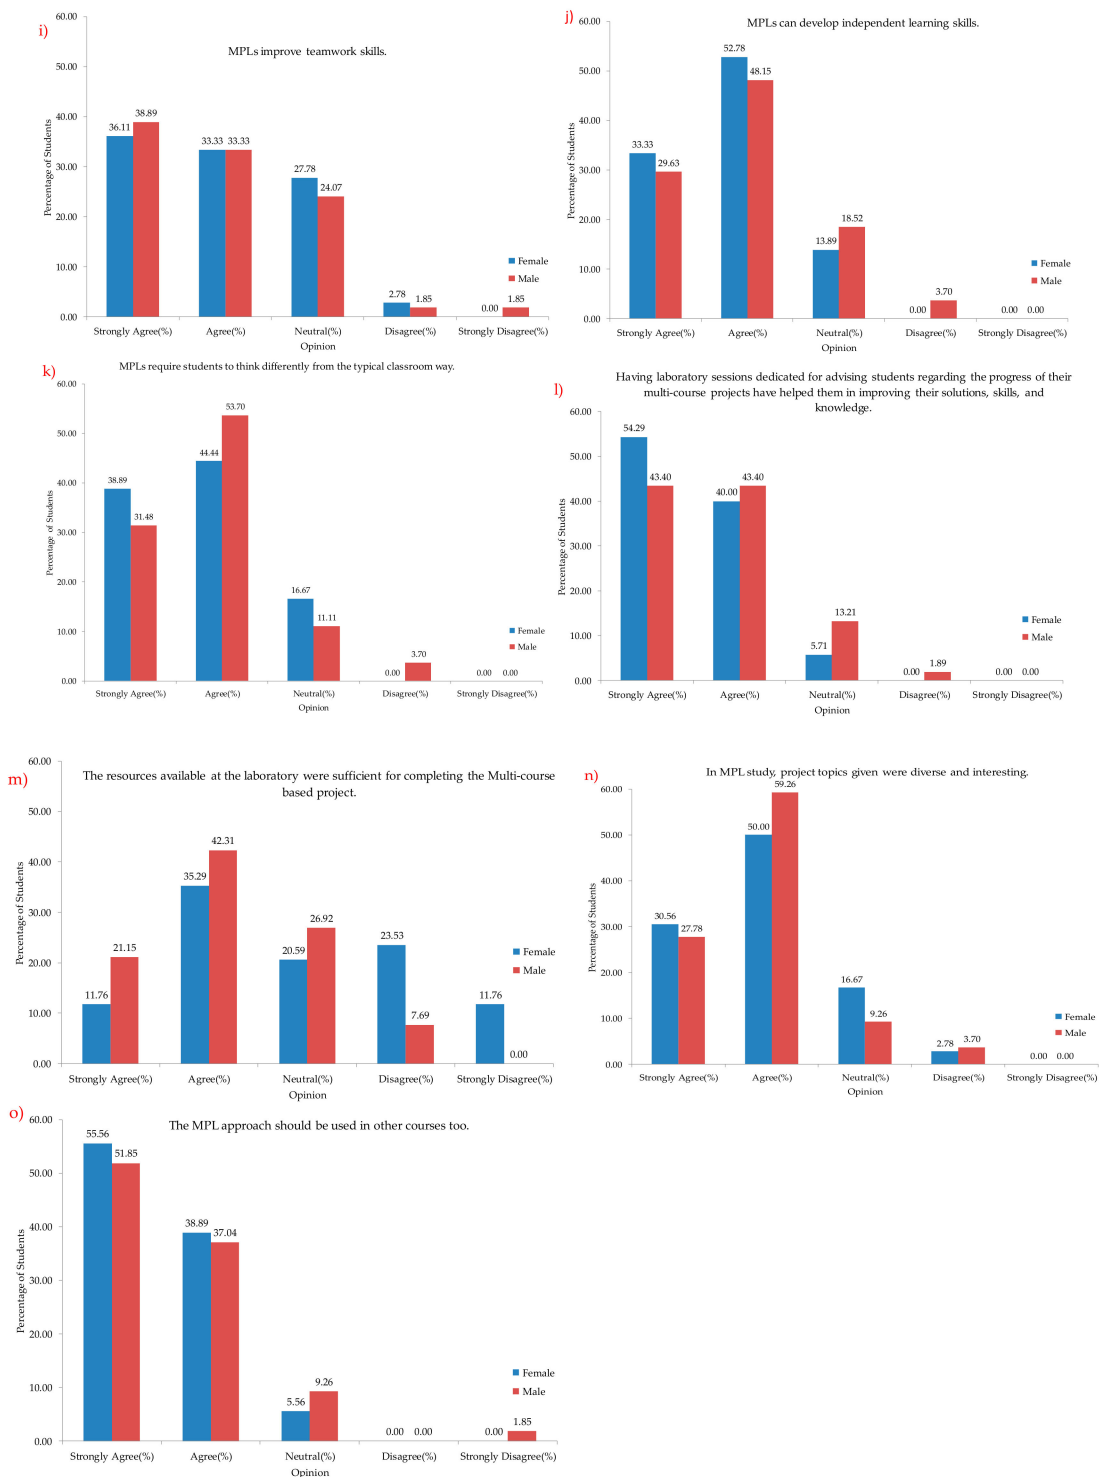 i)
MPLs improve teamwork skills.
60.00
50.00
40.00
30.00
20.00
10.00
0.00
Percentage of Students
36.11 38.89
33.33 33.33
27.78 24.07
2.78 1.85
0.00 1.85
Female
Male
Strongly Agree(%) Agree(%) Neutral(%) Disagree(%) Strongly Disagree(%)
Opinion
j)
MPLs can develop independent learning skills.
60.00
50.00
40.00
30.00
20.00
10.00
0.00
Percentage of Students
33.33 29.63
52.78 48.15
13.89 18.52
0.00 3.70
0.00 0.00
Female
Male
Strongly Agree(%) Agree(%) Neutral(%) Disagree(%) Strongly Disagree(%)
Opinion
k)
MPLs require students to think differently from the typical classroom way.
60.00
50.00
40.00
30.00
20.00
10.00
0.00
Percentage of Students
38.89 31.48
44.44 53.70
16.67 11.11
0.00 3.70
0.00 0.00
Female
Male
Strongly Agree(%) Agree(%) Neutral(%) Disagree(%) Strongly Disagree(%)
Opinion
l)
Having laboratory sessions dedicated for advising students regarding the progress of their
multi-course projects have helped them in improving their solutions, skills, and
knowledge.
60.00
50.00
40.00
30.00
20.00
10.00
0.00
Percentage of Students
54.29 43.40
40.00 43.40
5.71 13.21
0.00 1.89
0.00 0.00
Female
Male
Strongly Agree(%) Agree(%) Neutral(%) Disagree(%) Strongly Disagree(%)
Opinion
m)
The resources available at the laboratory were sufficient for completing the Multi-course
based project.
60.00
50.00
40.00
30.00
20.00
10.00
0.00
Percentage of Students
11.76 21.15
35.29 42.31
20.59 26.92
23.53 7.69
11.76 0.00
Female
Male
Strongly Agree(%) Agree(%) Neutral(%) Disagree(%) Strongly Disagree(%)
Opinion
n)
In MPL study, project topics given were diverse and interesting.
60.00
50.00
40.00
30.00
20.00
10.00
0.00
Percentage of Students
30.56 27.78
50.00 59.26
16.67 9.26
2.78 3.70
0.00 0.00
Female
Male
Strongly Agree(%) Agree(%) Neutral(%) Disagree(%) Strongly Disagree(%)
Opinion
o)
The MPL approach should be used in other courses too.
60.00
50.00
40.00
30.00
20.00
10.00
0.00
Percentage of Students
55.56 51.85
38.89 37.04
5.56 9.26
0.00 0.00
0.00 1.85
Female
Male
Strongly Agree(%) Agree(%) Neutral(%) Disagree(%) Strongly Disagree(%)
Opinion